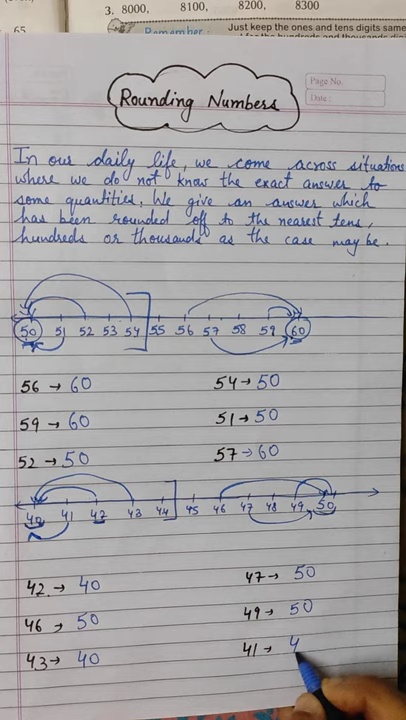 65
3. 8000, 8100, 8200, 8300
Remember: Just keep the ones and tens digits same
Page No.
Date:
Rounding Numbers
In our daily life, we come across situations
where we do not know the exact answer to
some quantities. We give an answer which
has been rounded off to the nearest tens,
hundreds or thousands as the case may be.
50 51 52 53 54 55 56 57 58 59 60
56 → 60 54 → 50
59 → 60 51 → 50
52 → 50 57 → 60
40 41 42 43 44 45 46 47 48 49 50
42 → 40 47 → 50
46 → 50 49 → 50
43 → 40 41 → 4